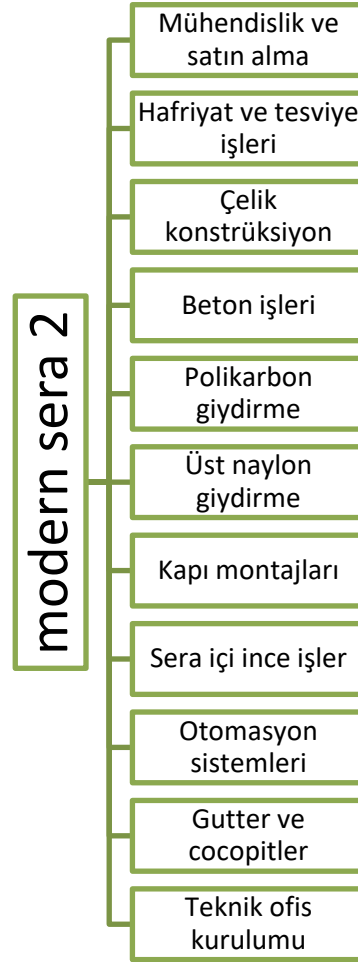 modern sera 2
Mühendislik ve
satın alma
Hafriyat ve tesviye
işleri
Çelik
konstrüksiyon
Beton işleri
Polikarbon
giydirme
Üst naylon
giydirme
Kapı montajları
Sera içi ince işler
Otomasyon
sistemleri
Gutter ve
cocopitler
Teknik ofis
kurulumu